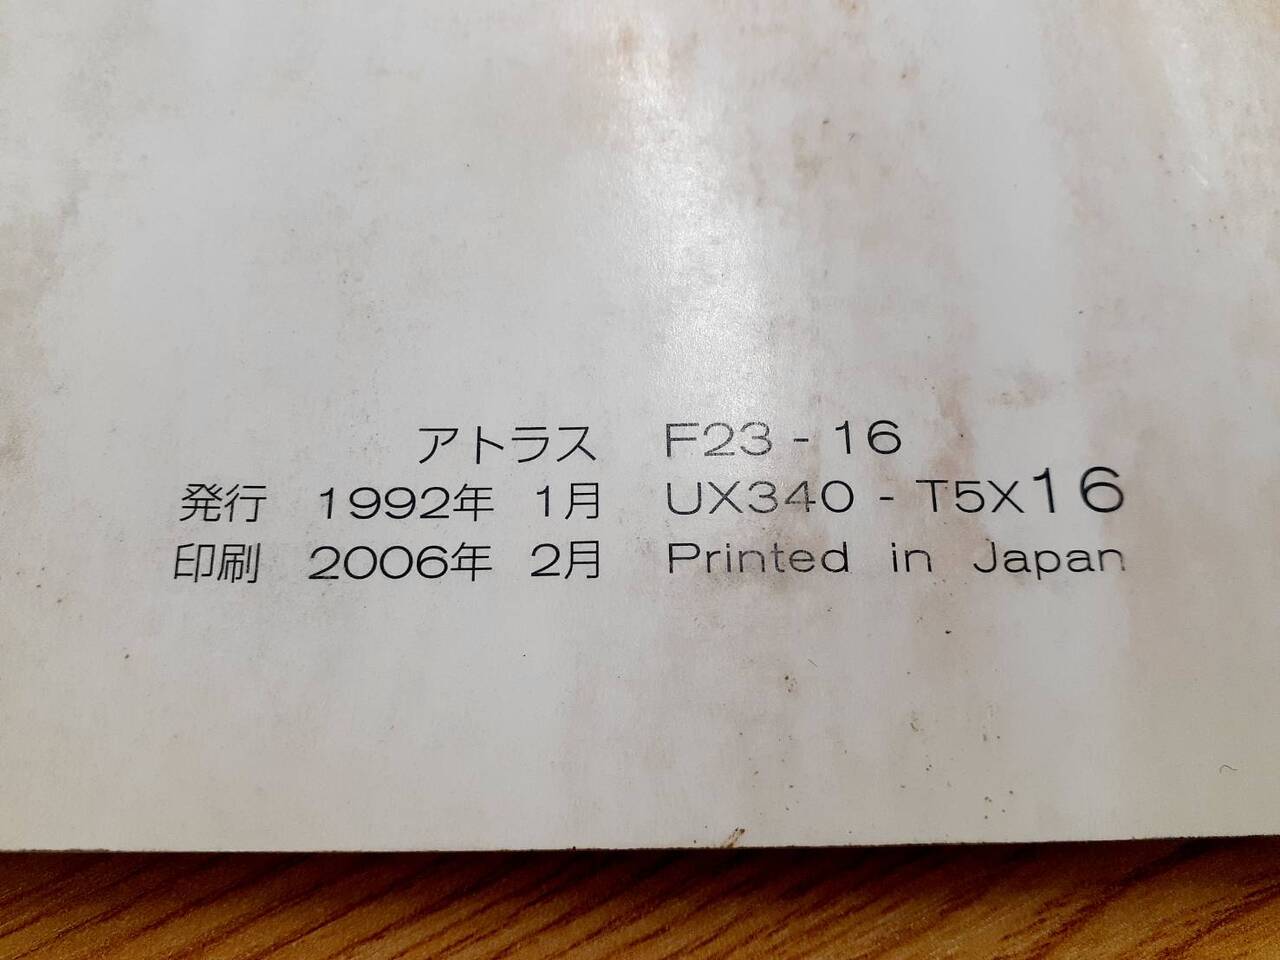 アトラス F23-16
発行 1992年 1月 UX340-T5X16
印刷 2006年 2月 Printed in Japan